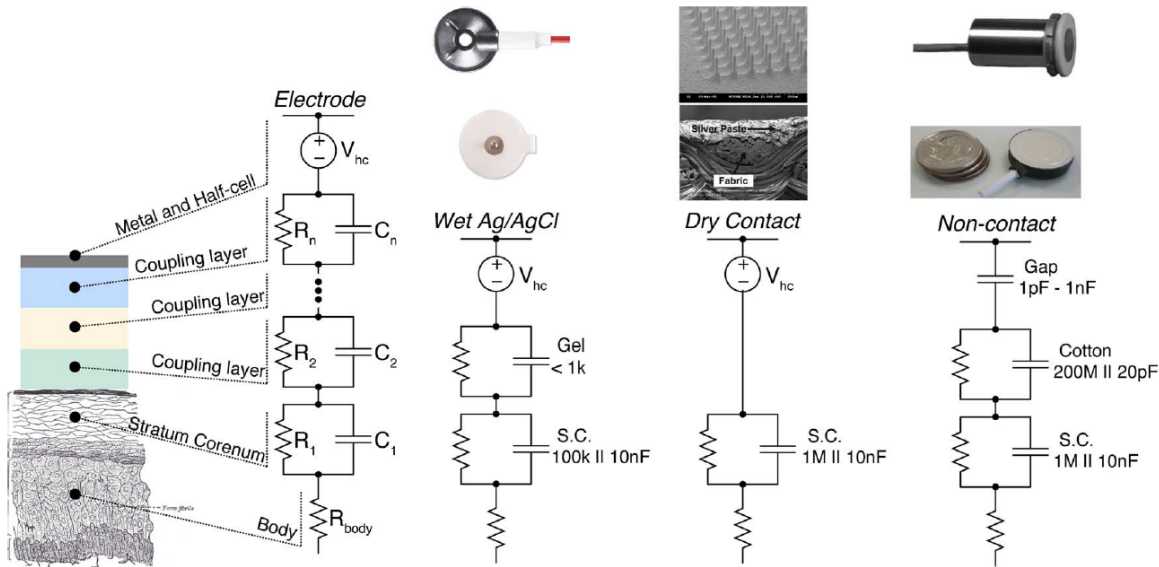 Electrode
V_hc
Metal and Half-cell
R_n
C_n
Coupling layer
Coupling layer
R_2
C_2
Coupling layer
R_1
C_1
Stratum Corenum
Body
R_body
Wet Ag/AgCl
V_hc
Gel
< 1k
S.C.
100k II 10nF
Silver Paste
Fabric
Dry Contact
V_hc
S.C.
1M II 10nF
Non-contact
Gap
1pF - 1nF
Cotton
200M II 20pF
S.C.
1M II 10nF